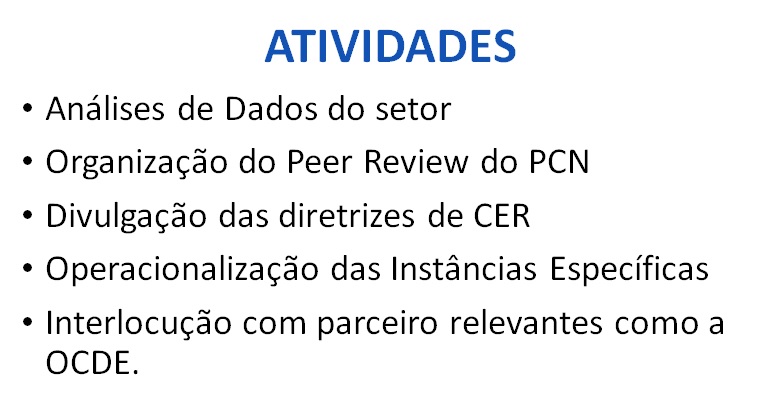 ATIVIDADES
• Análises de Dados do setor
• Organização do Peer Review do PCN
• Divulgação das diretrizes de CER
• Operacionalização das Instâncias Específicas
• Interlocução com parceiro relevantes como a
OCDE.